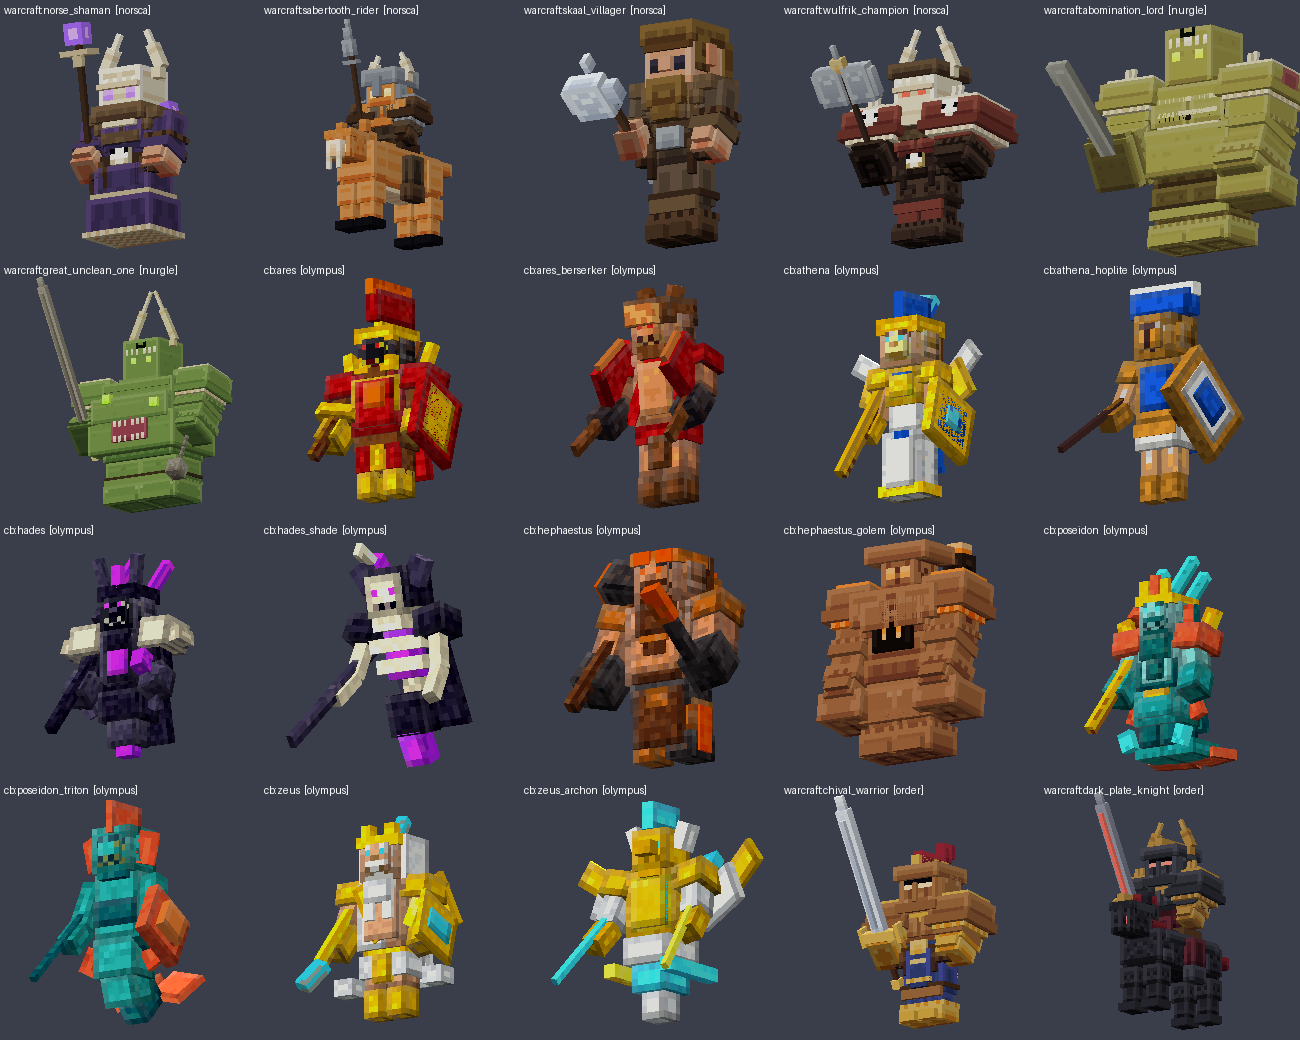 warcraft:norse_shaman [norsca]
warcraft:sabertooth_rider [norsca]
warcraft:skaal_villager [norsca]
warcraft:wulfrik_champion [norsca]
warcraft:abomination_lord [nurgle]
warcraft:great_unclean_one [nurgle]
cb:ares [olympus]
cb:ares_berserker [olympus]
cb:athena [olympus]
cb:athena_hoplite [olympus]
cb:hades [olympus]
cb:hades_shade [olympus]
cb:hephaestus [olympus]
cb:hephaestus_golem [olympus]
cb:poseidon [olympus]
cb:poseidon_triton [olympus]
cb:zeus [olympus]
cb:zeus_archon [olympus]
warcraft:chival_warrior [order]
warcraft:dark_plate_knight [order]